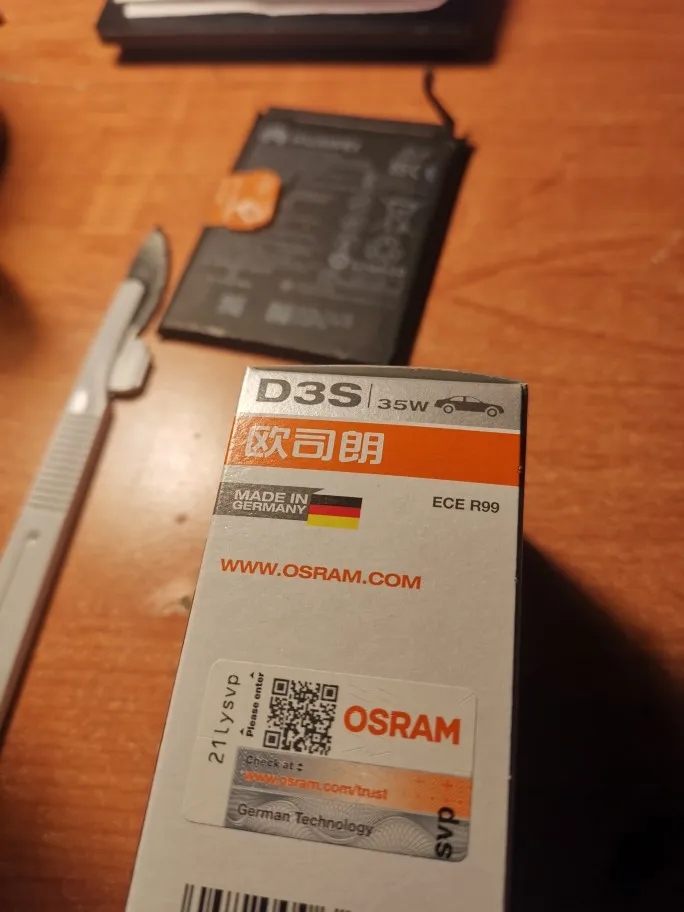 HUAWEI
D3S 35W
欧司朗
MADE IN
GERMANY
ECE R99
WWW.OSRAM.COM
21lysvp
Please enter
OSRAM
Check at
www.osram.com/trust
German Technology
svp